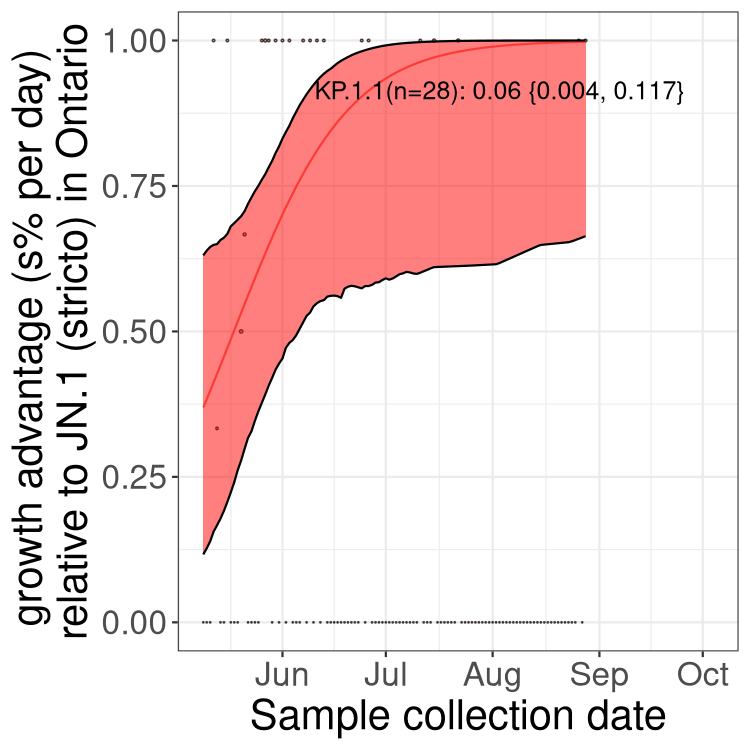 growth advantage (s% per day)
relative to JN.1 (stricto) in Ontario
1.00
0.75
0.50
0.25
0.00
KP.1.1(n=28): 0.06 {0.004, 0.117}
Jun Jul Aug Sep Oct
Sample collection date